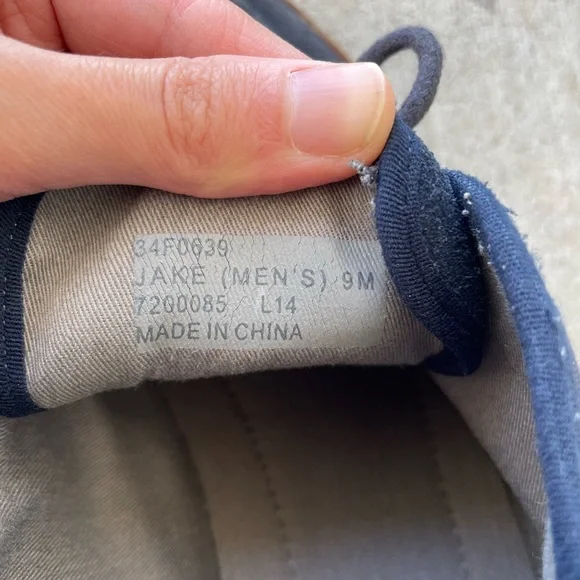 34F0639
JAKE (MEN'S) 9M
7200085 L14
MADE IN CHINA